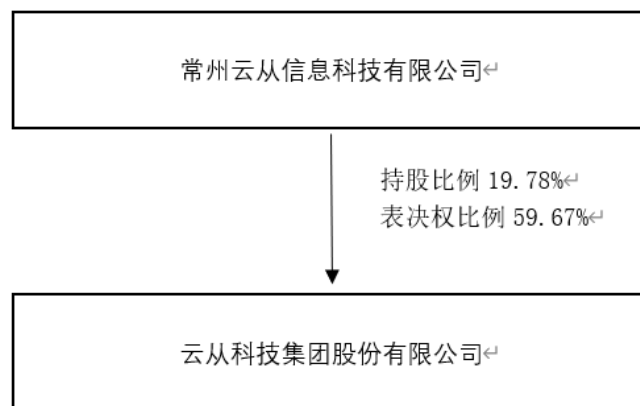 常州云从信息科技有限公司
持股比例 19.78%
表决权比例 59.67%
云从科技集团股份有限公司